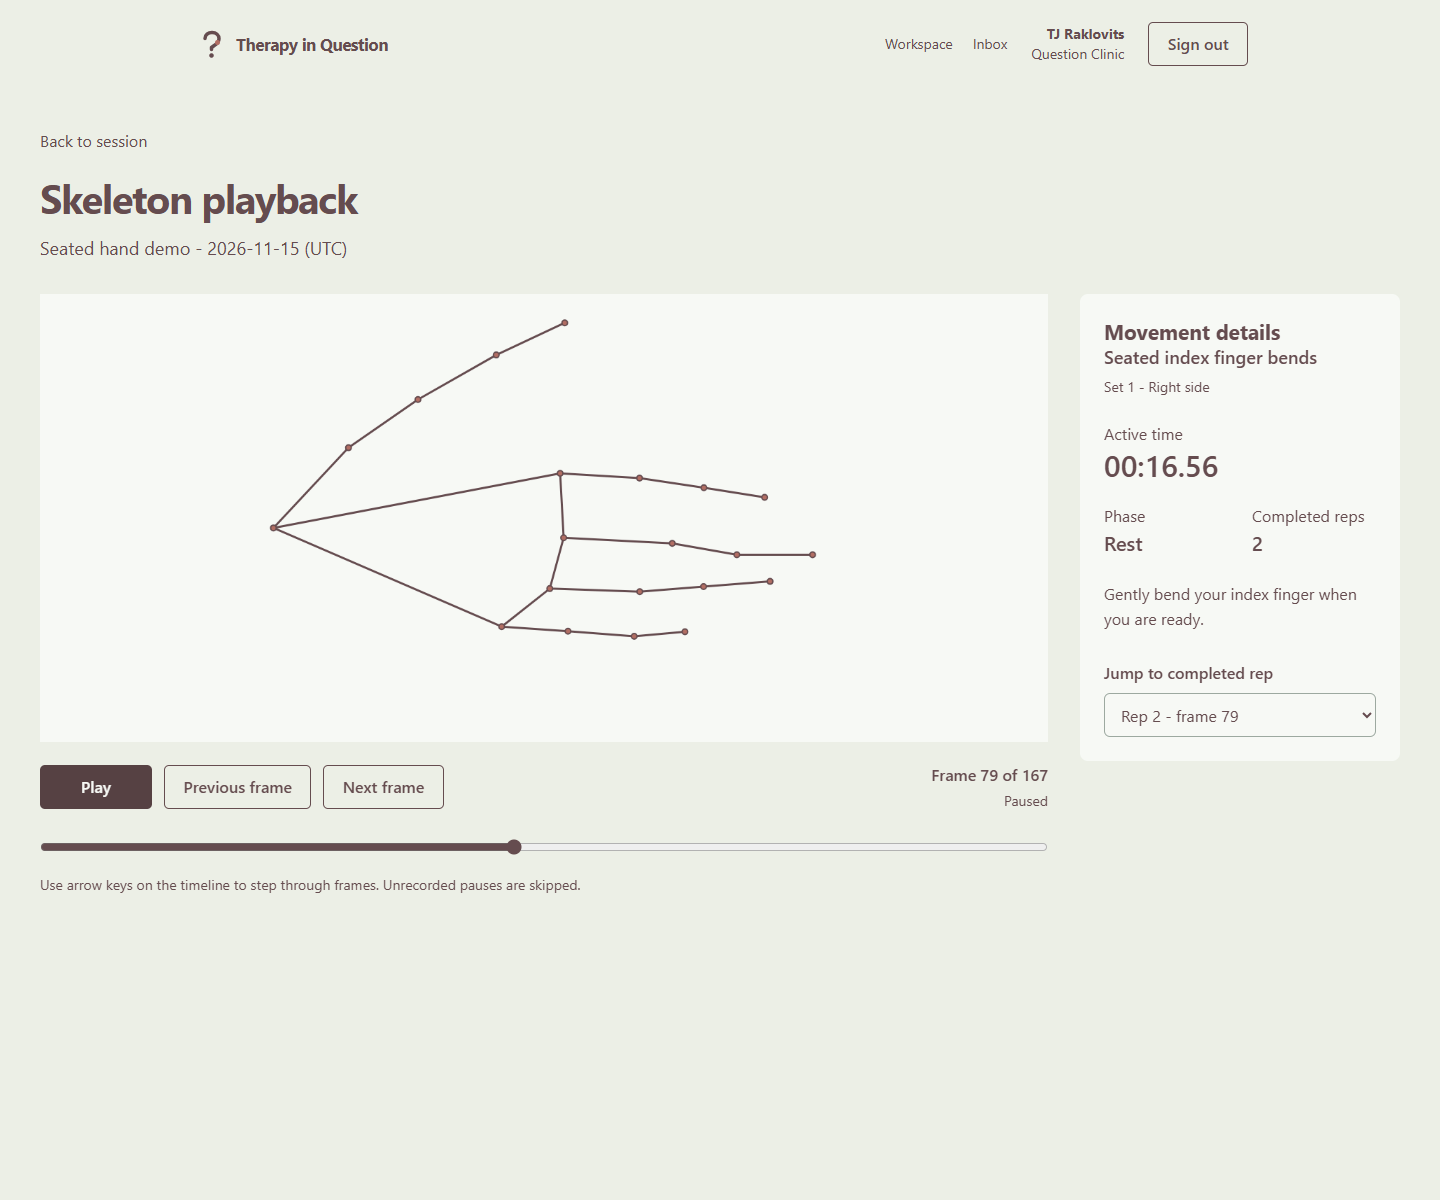 ? Therapy in Question
Workspace
Inbox
TJ Raklovits
Question Clinic
Sign out
Back to session
Skeleton playback
Seated hand demo - 2026-11-15 (UTC)
Movement details
Seated index finger bends
Set 1 - Right side
Active time
00:16.56
Phase
Completed reps
Rest
2
Gently bend your index finger when
you are ready.
Jump to completed rep
Rep 2 - frame 79
Play
Previous frame
Next frame
Frame 79 of 167
Paused
Use arrow keys on the timeline to step through frames. Unrecorded pauses are skipped.